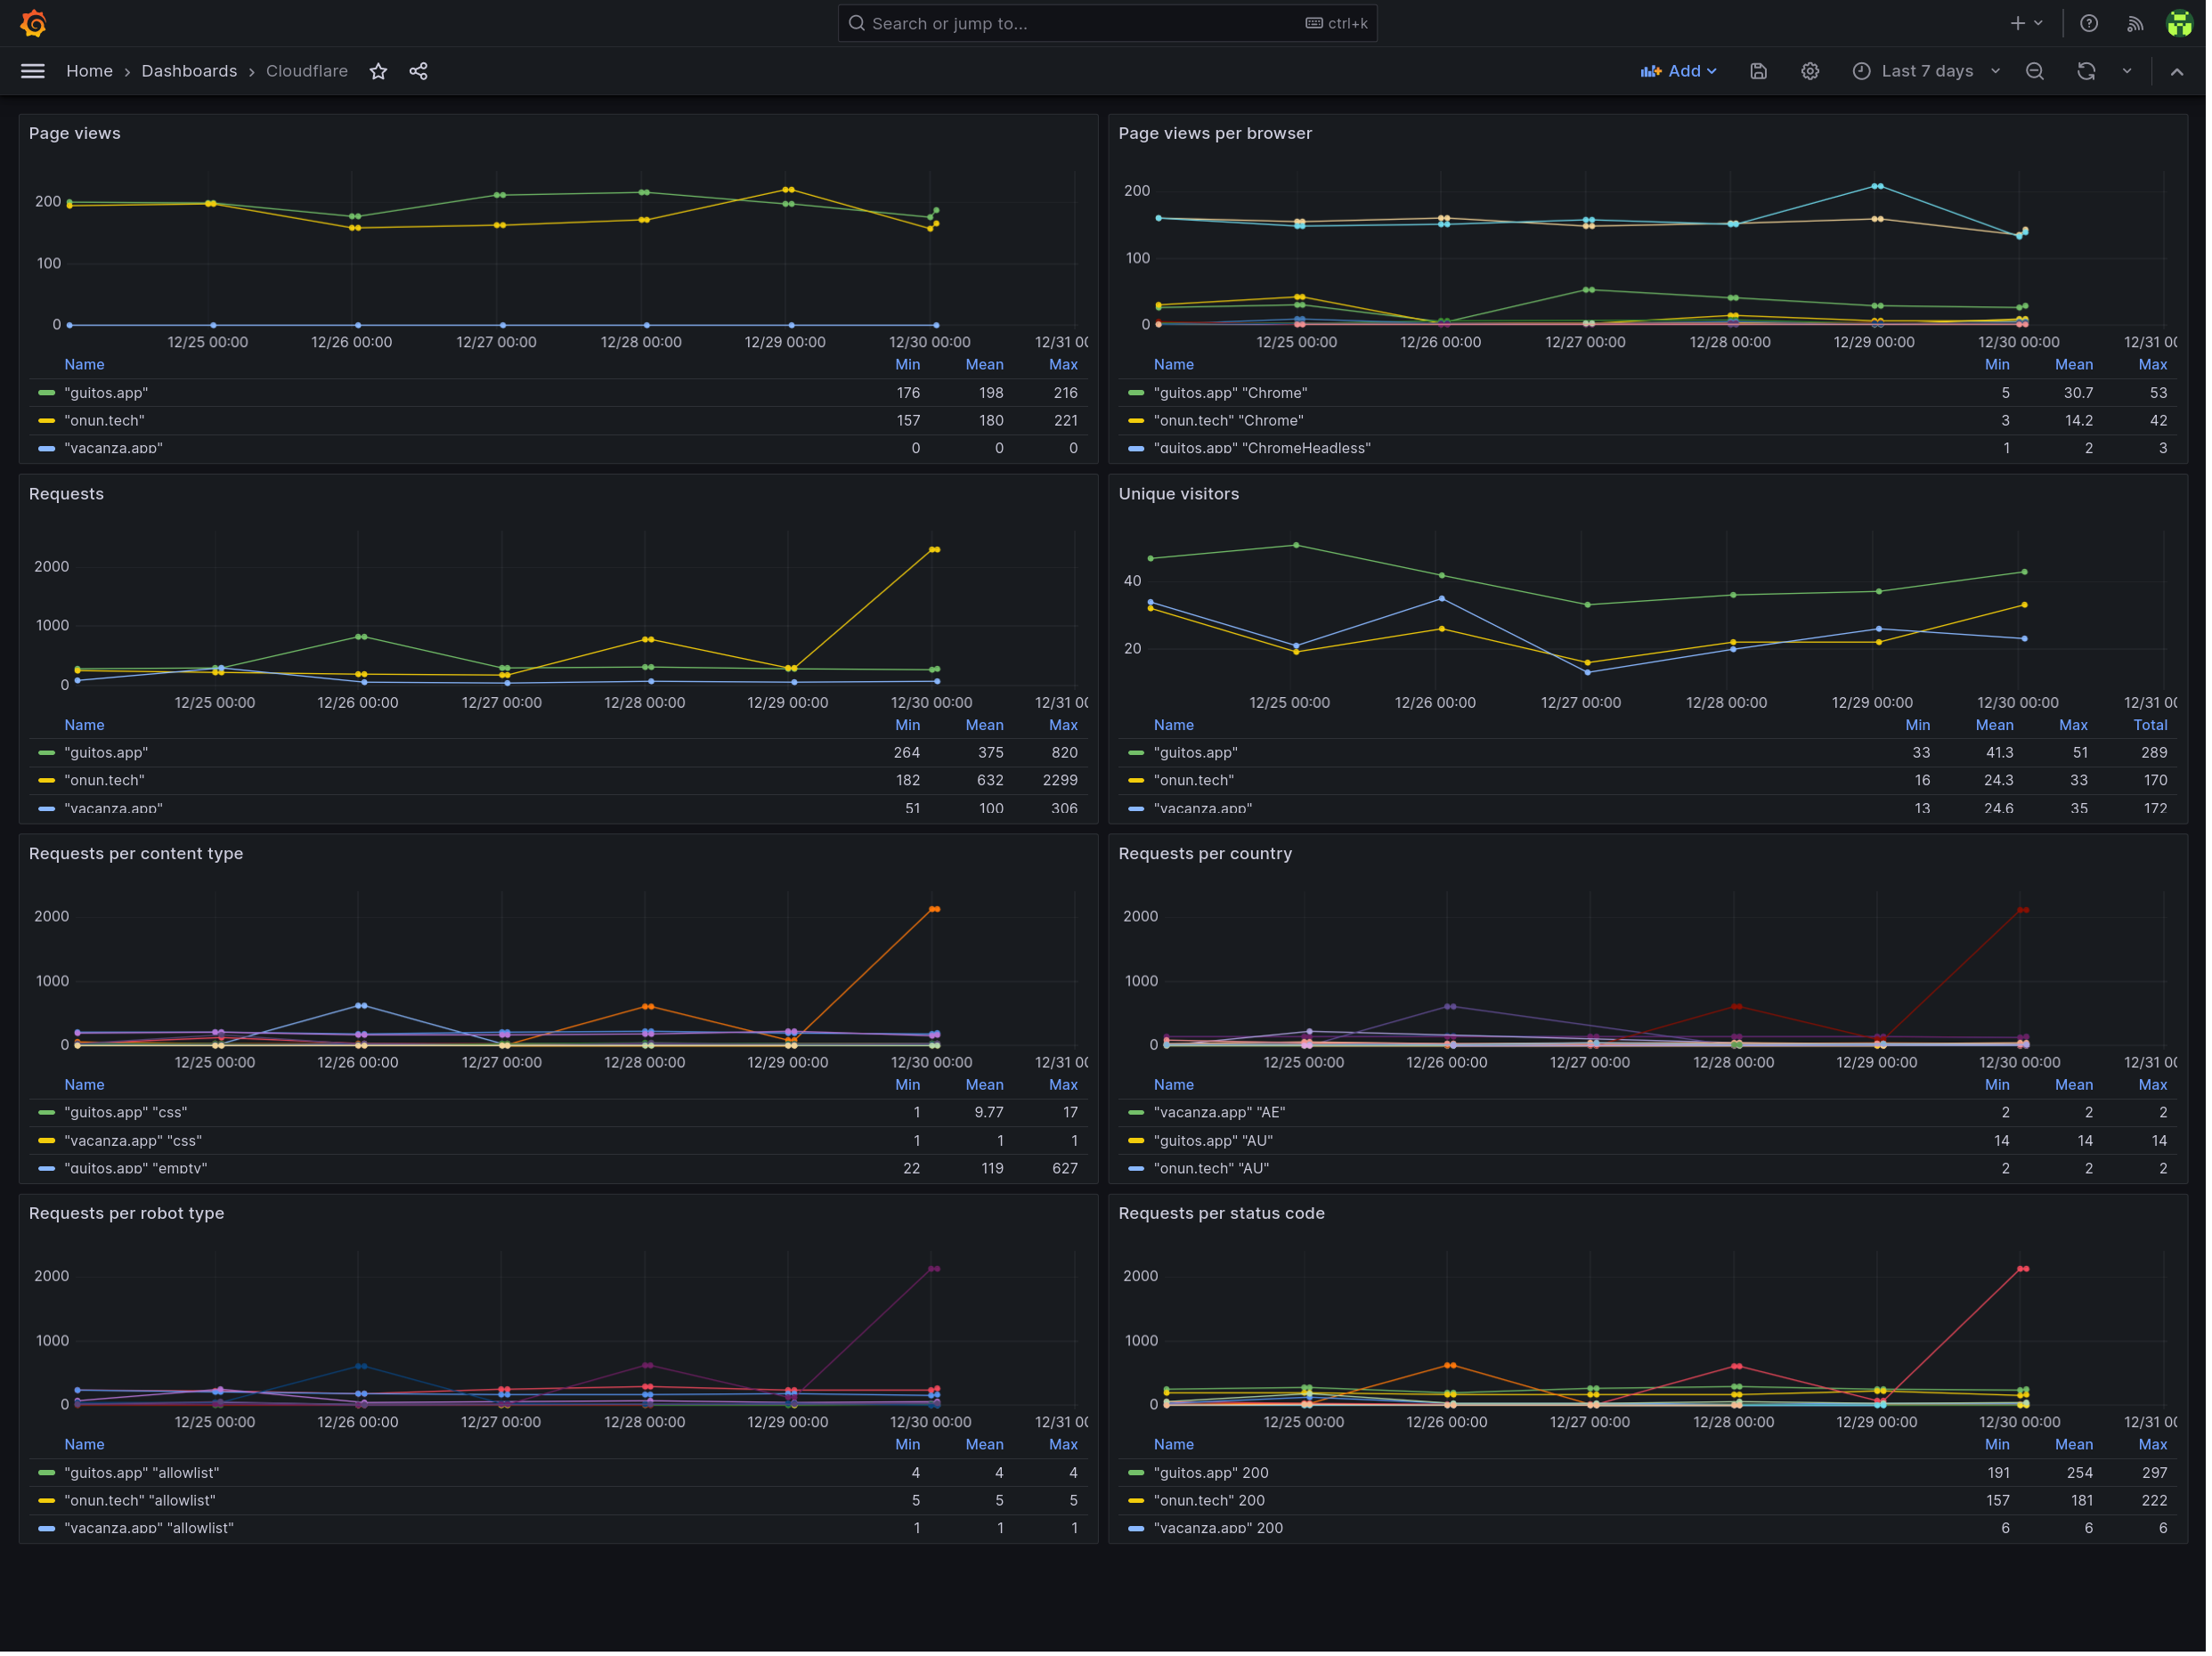 Search or jump to... ctrl+k
Home › Dashboards › Cloudflare Add Last 7 days
Page views
200
100
0
12/25 00:00 12/26 00:00 12/27 00:00 12/28 00:00 12/29 00:00 12/30 00:00 12/31 00
Name Min Mean Max
"guitos.app" 176 198 216
"onun.tech" 157 180 221
"vacanza.app" 0 0 0
Page views per browser
200
100
0
12/25 00:00 12/26 00:00 12/27 00:00 12/28 00:00 12/29 00:00 12/30 00:00 12/31 00
Name Min Mean Max
"guitos.app" "Chrome" 5 30.7 53
"onun.tech" "Chrome" 3 14.2 42
"guitos.app" "ChromeHeadless" 1 2 3
Requests
2000
1000
0
12/25 00:00 12/26 00:00 12/27 00:00 12/28 00:00 12/29 00:00 12/30 00:00 12/31 00
Name Min Mean Max
"guitos.app" 264 375 820
"onun.tech" 182 632 2299
"vacanza.app" 51 100 306
Unique visitors
40
20
12/25 00:00 12/26 00:00 12/27 00:00 12/28 00:00 12/29 00:00 12/30 00:00 12/31 00
Name Min Mean Max Total
"guitos.app" 33 41.3 51 289
"onun.tech" 16 24.3 33 170
"vacanza.app" 13 24.6 35 172
Requests per content type
2000
1000
0
12/25 00:00 12/26 00:00 12/27 00:00 12/28 00:00 12/29 00:00 12/30 00:00 12/31 00
Name Min Mean Max
"guitos.app" "css" 1 9.77 17
"vacanza.app" "css" 1 1 1
"guitos.app" "empty" 22 119 627
Requests per country
2000
1000
0
12/25 00:00 12/26 00:00 12/27 00:00 12/28 00:00 12/29 00:00 12/30 00:00 12/31 00
Name Min Mean Max
"vacanza.app" "AE" 2 2 2
"guitos.app" "AU" 14 14 14
"onun.tech" "AU" 2 2 2
Requests per robot type
2000
1000
0
12/25 00:00 12/26 00:00 12/27 00:00 12/28 00:00 12/29 00:00 12/30 00:00 12/31 00
Name Min Mean Max
"guitos.app" "allowlist" 4 4 4
"onun.tech" "allowlist" 5 5 5
"vacanza.app" "allowlist" 1 1 1
Requests per status code
2000
1000
0
12/25 00:00 12/26 00:00 12/27 00:00 12/28 00:00 12/29 00:00 12/30 00:00 12/31 00
Name Min Mean Max
"guitos.app" 200 191 254 297
"onun.tech" 200 157 181 222
"vacanza.app" 200 6 6 6